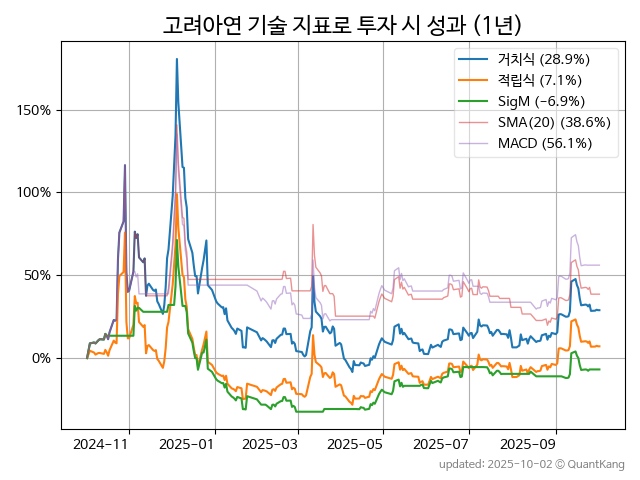 고려아연 기술 지표로 투자 시 성과 (1년)
거치식 (28.9%)
적립식 (7.1%)
SigM (-6.9%)
SMA(20) (38.6%)
MACD (56.1%)
150%
100%
50%
0%
2024-11 2025-01 2025-03 2025-05 2025-07 2025-09
updated: 2025-10-02 © QuantKang